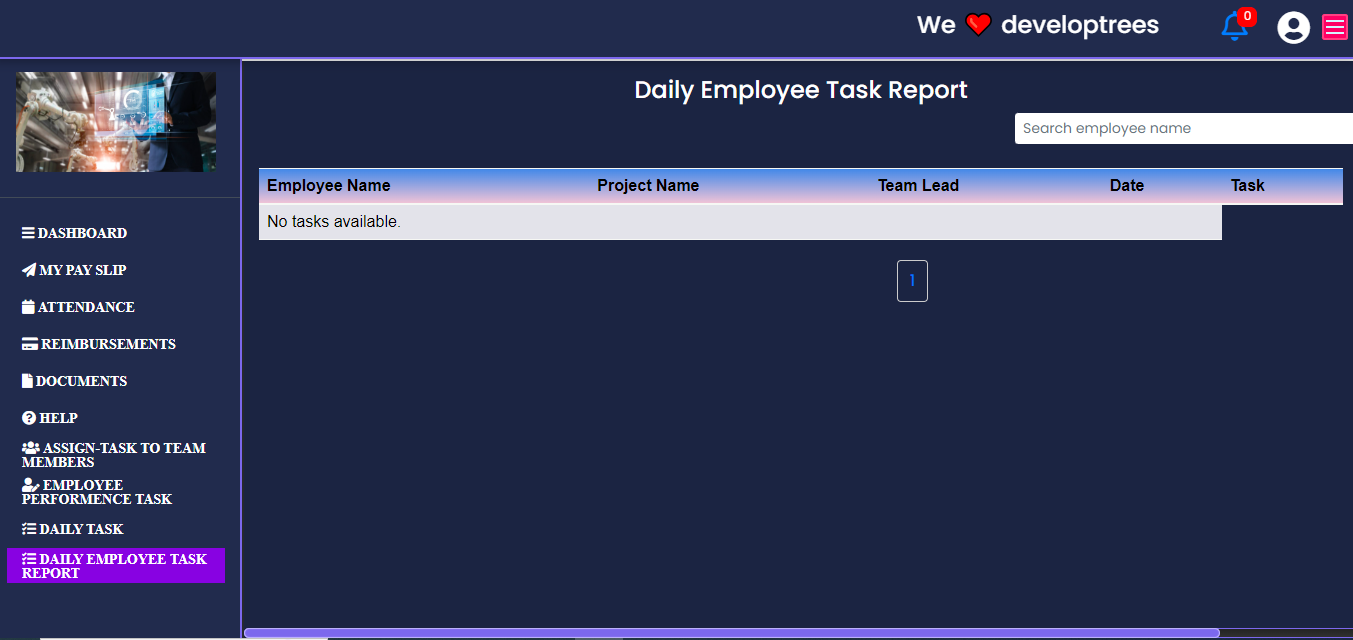 We ❤ developtrees
0
Daily Employee Task Report
Search employee name
Employee Name Project Name Team Lead Date Task
No tasks available.
1
DASHBOARD
MY PAY SLIP
ATTENDANCE
REIMBURSEMENTS
DOCUMENTS
HELP
ASSIGN-TASK TO TEAM
MEMBERS
EMPLOYEE
PERFORMENCE TASK
DAILY TASK
DAILY EMPLOYEE TASK
REPORT